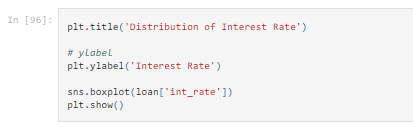 In [96]:
plt.title('Distribution of Interest Rate')
# ylabel
plt.ylabel('Interest Rate')
sns.boxplot(loan['int_rate'])
plt.show()